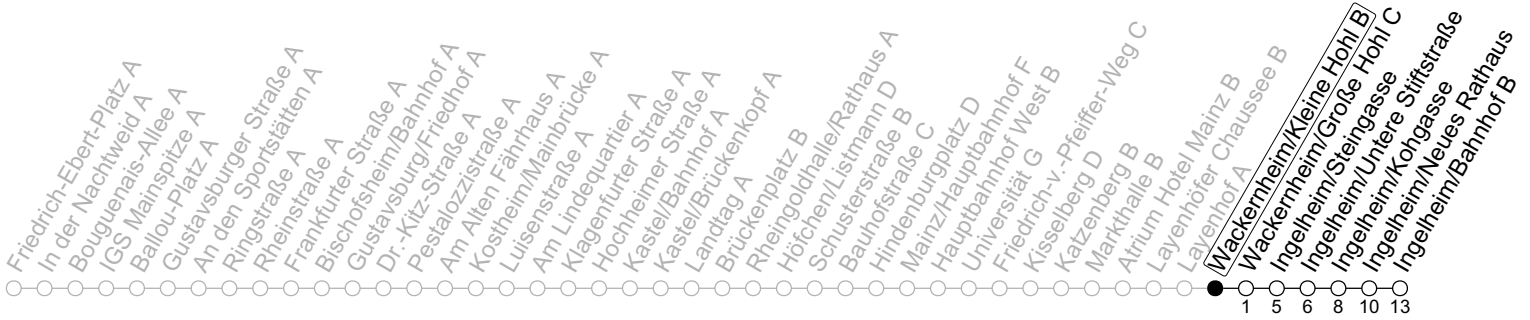 Friedrich-Ebert-Platz A
In der Nachtweid A
Bouguenais-Allee A
IGS Mainspitze A
Ballou-Platz A
Gustavsburger Straße A
An den Sportstätten A
Ringstraße A
Rheinstraße A
Frankfurter Straße A
Bischofsheim/Bahnhof A
Gustavsburg/Friedhof A
Dr.-Kitz-Straße A
Pestalozzistraße A
Am Alten Fährhaus A
Kostheim/Mainbrücke A
Luisenstraße A
Am Lindequartier A
Klagenfurter Straße A
Hochheimer Straße A
Kastel/Bahnhof A
Kastel/Brückenkopf A
Landtag A
Brückenplatz B
Rheingoldhalle/Rathaus A
Höfchen/Listmann D
Schusterstraße B
Bauhofstraße C
Hindenburgplatz D
Mainz/Hauptbahnhof F
Hauptbahnhof West B
Universität G
Friedrich-v.-Pfeiffer-Weg C
Kisselberg D
Katzenberg B
Markthalle B
Atrium Hotel Mainz B
Layenhöfer Chaussee B
Layenhof A
Wackernheim/Kleine Hohl B
Wackernheim/Große Hohl C
Ingelheim/Steingasse
Ingelheim/Untere Stiftstraße
Ingelheim/Kohgasse
Ingelheim/Neues Rathaus
Ingelheim/Bahnhof B
1 5 6 8 10 13